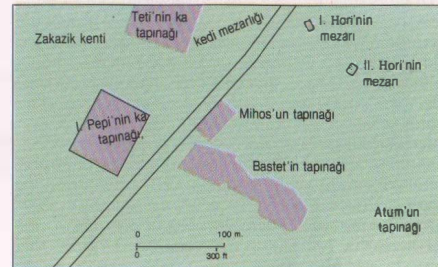 Teti'nin ka
tapınağı
Zakazik kenti
kedi mezarlığı
I. Hori'nin
mezarı
II. Hori'nin
mezarı
I. Pepi'nin ka
tapınağı
Mihos'un tapınağı
Bastet'in tapınağı
Atum'un
tapınağı
0 100 m.
0 300 ft